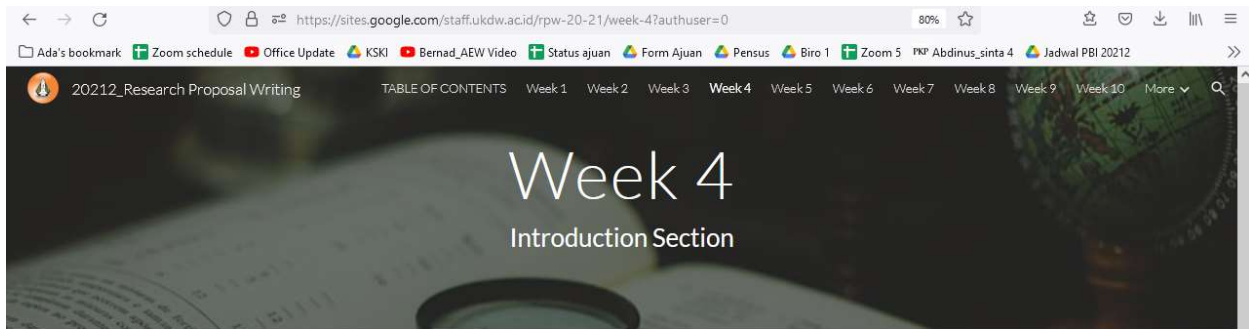 https://sites.google.com/staff.ukdw.ac.id/rpw-20-21/week-4?authuser=0 80%
Ada's bookmark Zoom schedule Office Update KSKI Bernad_AEW Video Status ajuan Form Ajuan Pensus Biro 1 Zoom 5 PKP Abdinus_sinta 4 Jadwal PBI 20212
20212_Research Proposal Writing TABLE OF CONTENTS Week 1 Week 2 Week 3 Week 4 Week 5 Week 6 Week 7 Week 8 Week 9 Week 10 More
Week 4
Introduction Section